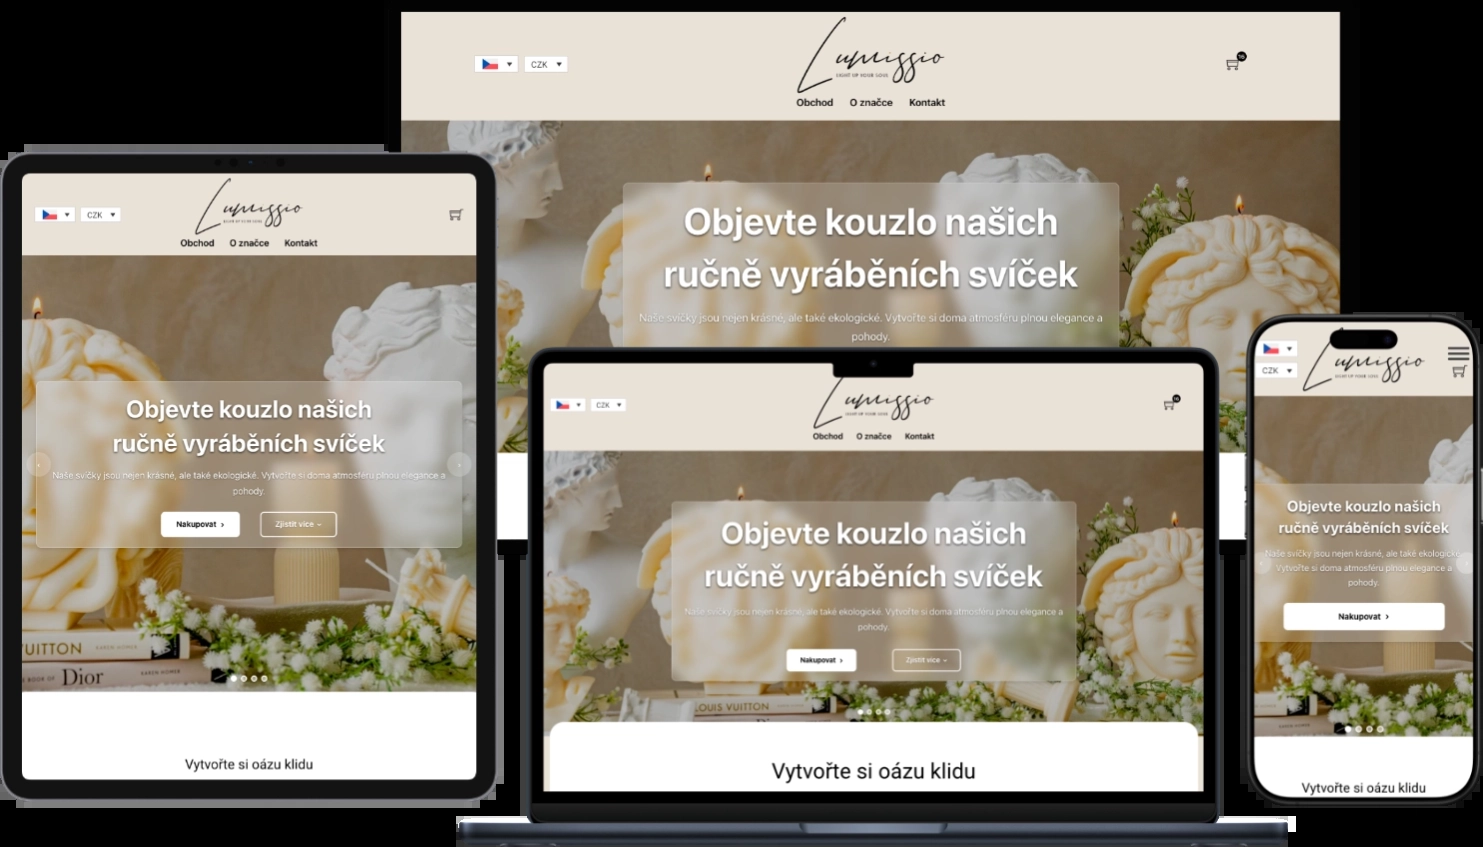 CZK
Lumissio
LIGHT UP YOUR SOUL
16
Obchod O značce Kontakt
Objevte kouzlo našich
ručně vyráběních svíček
Naše svíčky jsou nejen krásné, ale také ekologické. Vytvořte si doma atmosféru plnou elegance a
pohody.
CZK
Lumissio
Obchod O značce Kontakt
Objevte kouzlo našich
ručně vyráběních svíček
Naše svíčky jsou nejen krásné, ale také ekologické. Vytvořte si doma atmosféru plnou elegance a
pohody.
Nakupovat ›
Zjistit více
VUITTON
KAREN HOMER
Dior
KAREN HOMER
Vytvořte si oázu klidu
CZK
Lumissio
LIGHT UP YOUR SOUL
Obchod O značce Kontakt
Objevte kouzlo našich
ručně vyráběních svíček
Naše svíčky jsou nejen krásné, ale také ekologické. Vytvořte si doma atmosféru plnou elegance a
pohody.
Nakupovat ›
Zjistit více
LOUIS VUITTON
Vytvořte si oázu klidu
CZK
Lumissio
LIGHT UP YOUR SOUL
Objevte kouzlo našich
ručně vyráběních svíček
Naše svíčky jsou nejen krásné, ale také ekologické.
Vytvořte si doma atmosféru plnou elegance a
pohody.
Nakupovat ›
Vytvořte si oázu klidu